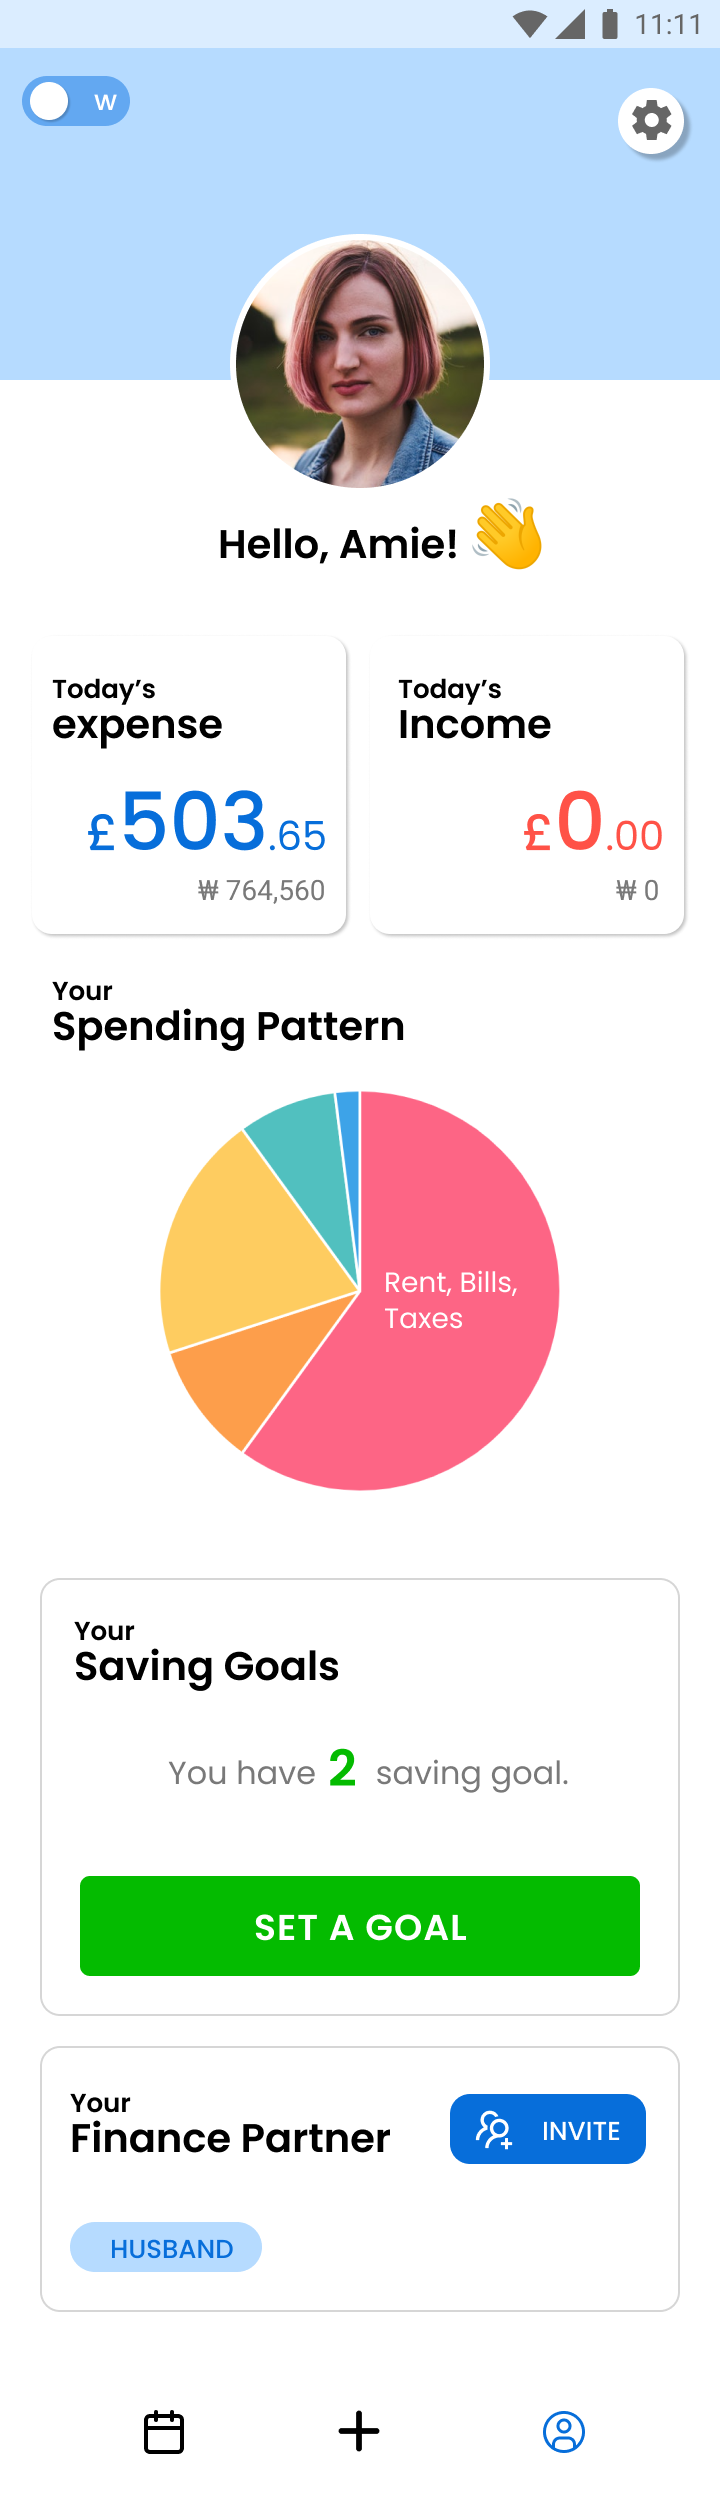 11:11
W
Hello, Amie! 👋
Today’s
expense
£503.65
₩ 764,560
Today’s
Income
£0.00
₩ 0
Your
Spending Pattern
Rent, Bills,
Taxes
Your
Saving Goals
You have 2 saving goal.
SET A GOAL
Your
Finance Partner
INVITE
HUSBAND